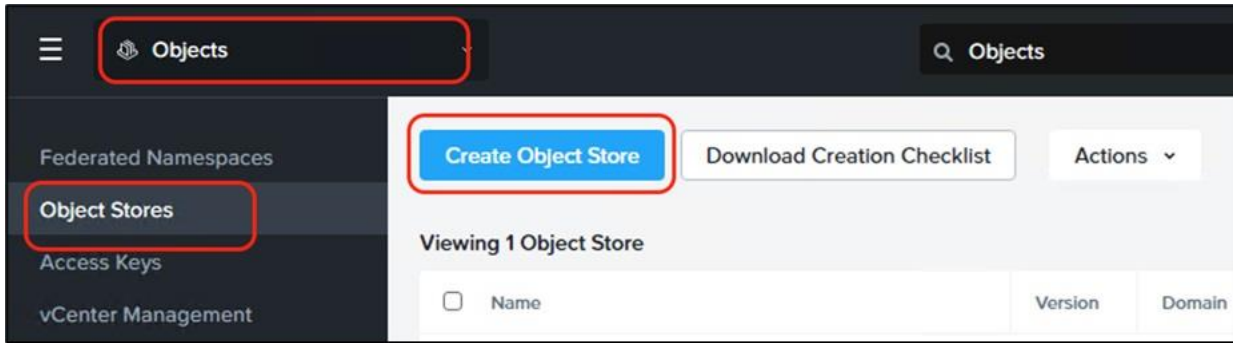 Objects
Objects
Federated Namespaces
Object Stores
Access Keys
vCenter Management
Create Object Store
Download Creation Checklist
Actions
Viewing 1 Object Store
Name
Version
Domain